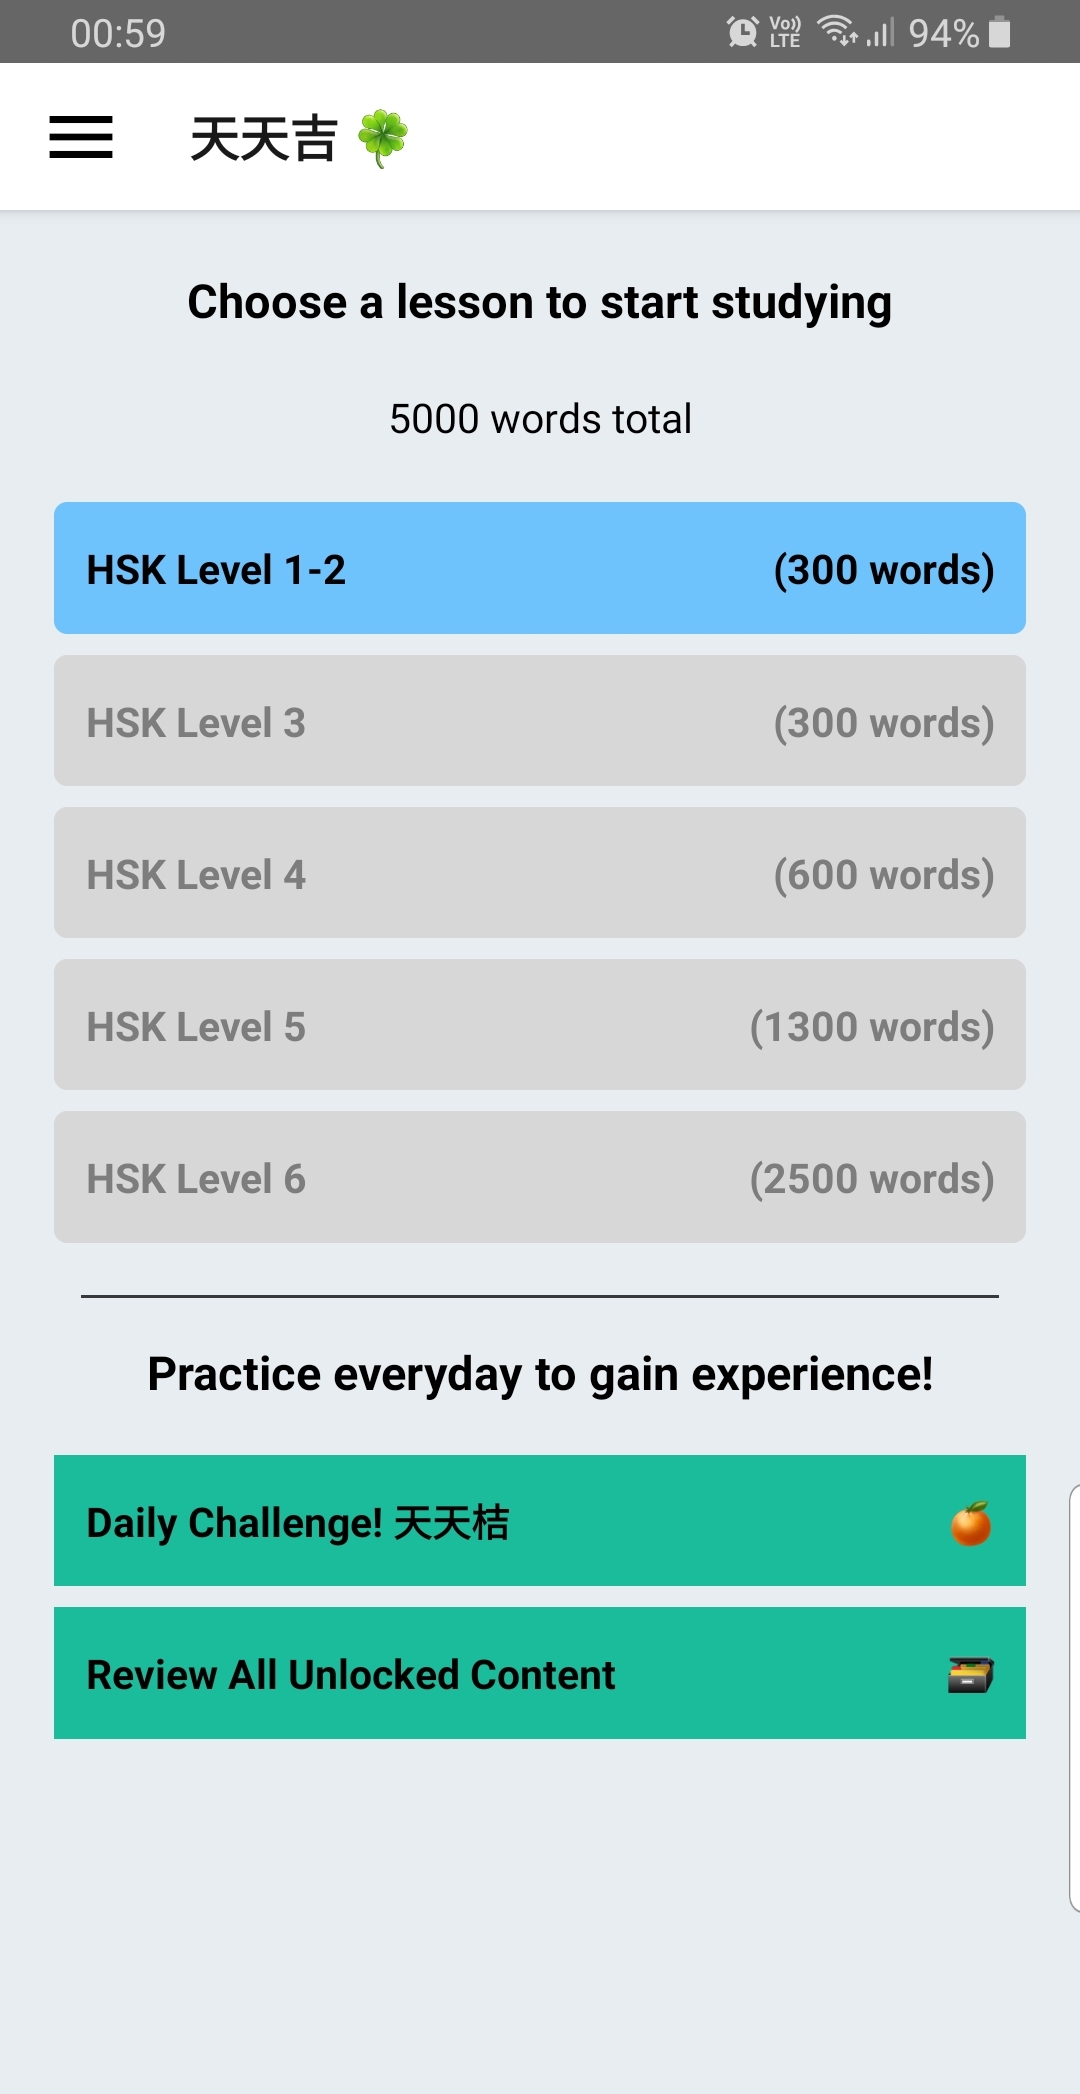 00:59 Vo)) LTE 94%
天天吉 🍀
Choose a lesson to start studying
5000 words total
HSK Level 1-2 (300 words)
HSK Level 3 (300 words)
HSK Level 4 (600 words)
HSK Level 5 (1300 words)
HSK Level 6 (2500 words)
Practice everyday to gain experience!
Daily Challenge! 天天桔 🍊
Review All Unlocked Content 🗃️